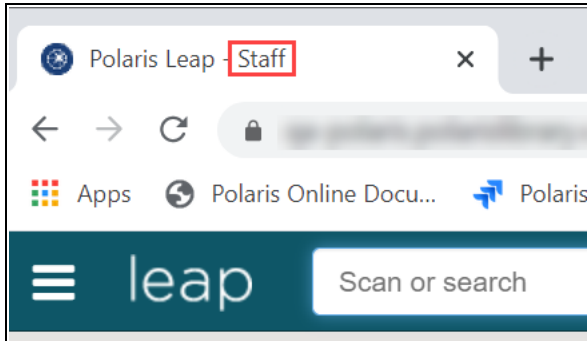 Polaris Leap - Staff
Apps Polaris Online Docu... Polaris
leap Scan or search